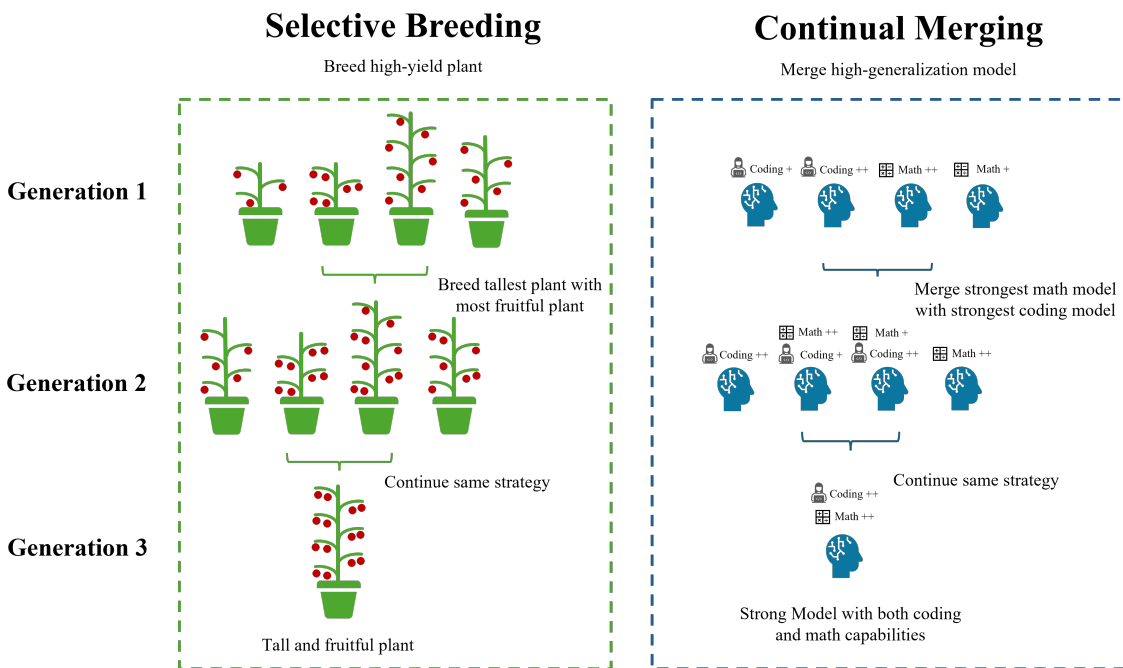 Selective Breeding
Breed high-yield plant
Continual Merging
Merge high-generalization model
Generation 1
Coding +
Coding ++
Math ++
Math +
Breed tallest plant with
most fruitful plant
Merge strongest math model
with strongest coding model
Generation 2
Coding ++
Math ++
Coding +
Math +
Coding ++
Math ++
Continue same strategy
Continue same strategy
Generation 3
Coding ++
Math ++
Tall and fruitful plant
Strong Model with both coding
and math capabilities